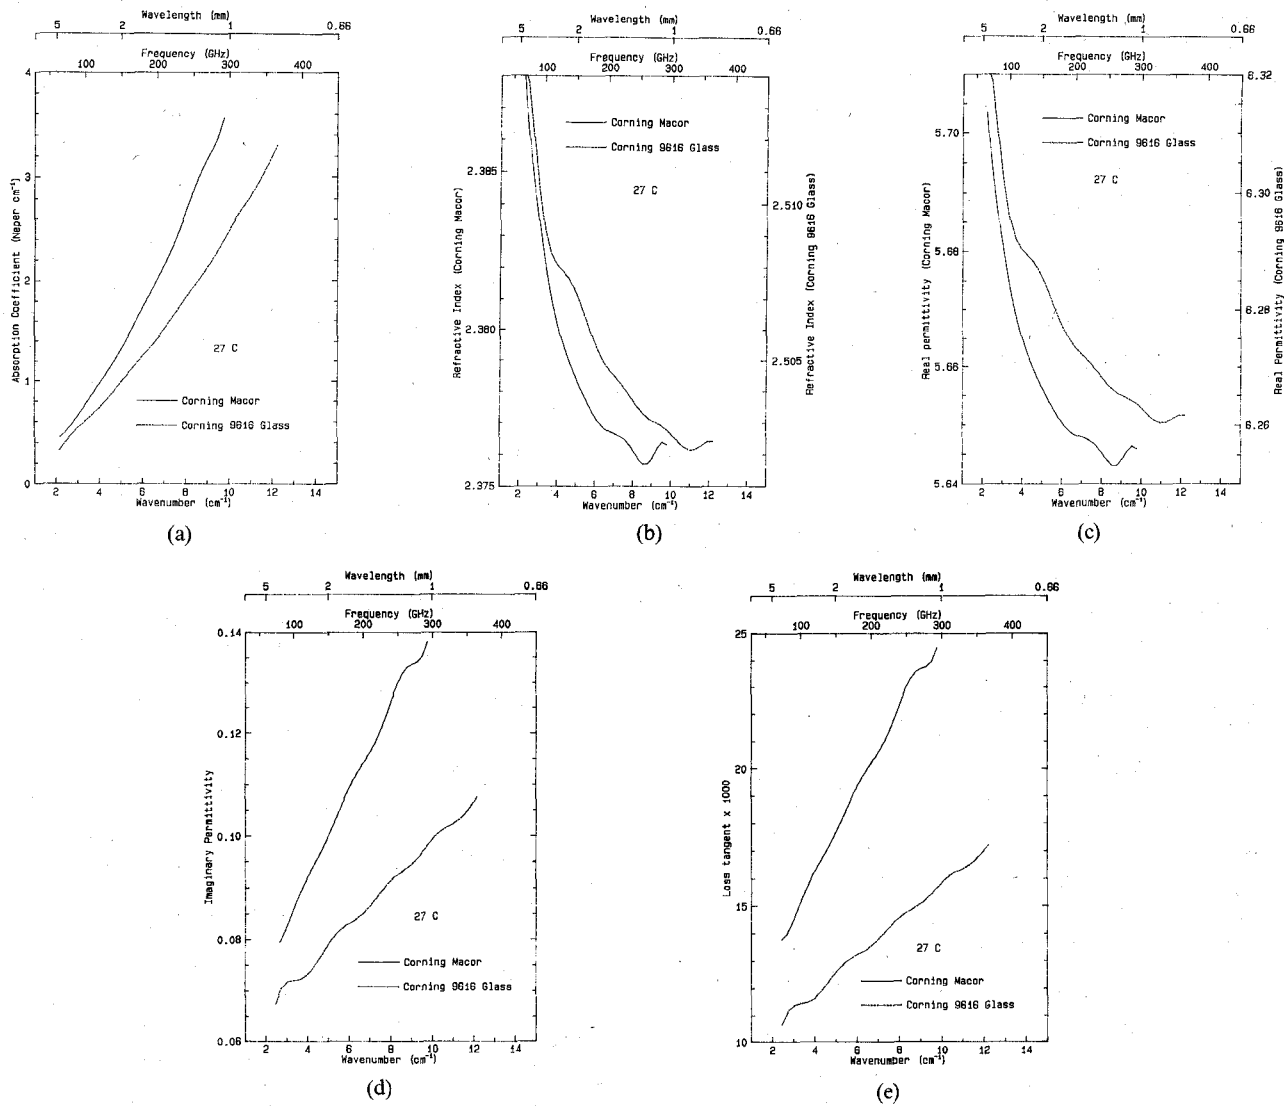 Wavelength (mm)
5 2 1 0.66
Frequency (GHz)
100 200 300 400
4
3
2
1
0
Absorption Coefficient (Neper cm⁻¹)
27 C
Corning Macor
Corning 9616 Glass
2 4 6 8 10 12 14
Wavenumber (cm⁻¹)
(a)
Wavelength (mm)
5 2 1 0.66
Frequency (GHz)
100 200 300 400
2.385
2.380
2.375
Refractive Index (Corning Macor)
Corning Macor
Corning 9616 Glass
27 C
2.510
2.505
Refractive Index (Corning 9616 Glass)
2 4 6 8 10 12 14
Wavenumber (cm⁻¹)
(b)
Wavelength (mm)
5 2 1 0.66
Frequency (GHz)
100 200 300 400
5.70
5.68
5.66
5.64
Real permittivity (Corning Macor)
Corning Macor
Corning 9616 Glass
27 C
6.32
6.30
6.28
6.26
Real Permittivity (Corning 9616 Glass)
2 4 6 8 10 12 14
Wavenumber (cm⁻¹)
(c)
Wavelength (mm)
5 2 1 0.66
Frequency (GHz)
100 200 300 400
0.14
0.12
0.10
0.08
0.06
Imaginary Permittivity
27 C
Corning Macor
Corning 9616 Glass
2 4 6 8 10 12 14
Wavenumber (cm⁻¹)
(d)
Wavelength (mm)
5 2 1 0.66
Frequency (GHz)
100 200 300 400
25
20
15
10
Loss tangent x 1000
27 C
Corning Macor
Corning 9616 Glass
2 4 6 8 10 12 14
Wavenumber (cm⁻¹)
(e)